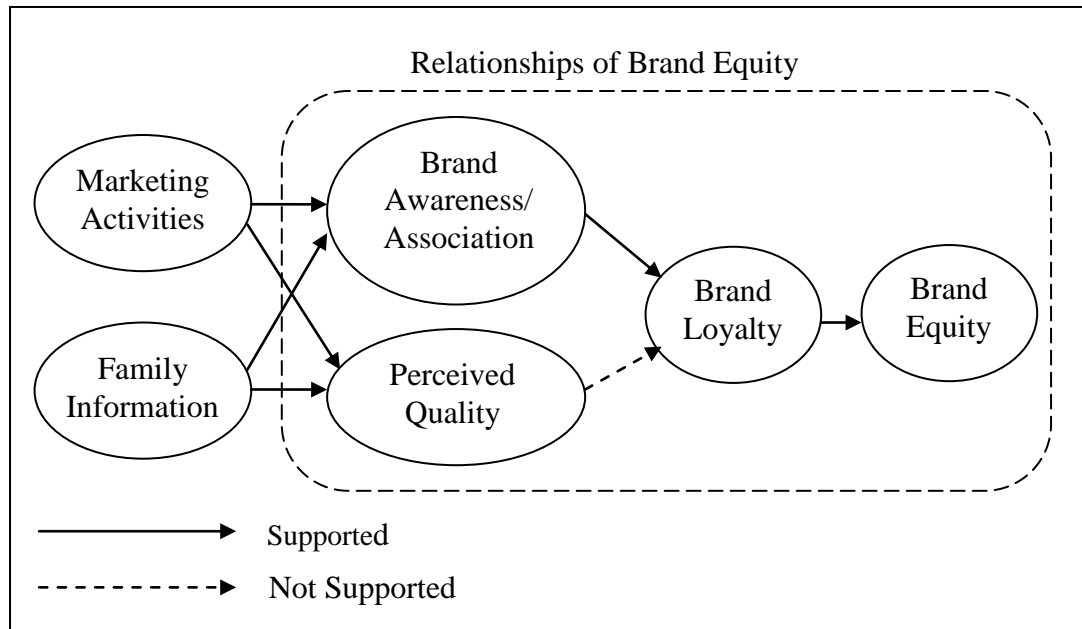 Relationships of Brand Equity
Marketing
Activities
Brand
Awareness/
Association
Brand
Loyalty
Brand
Equity
Family
Information
Perceived
Quality
Supported
Not Supported